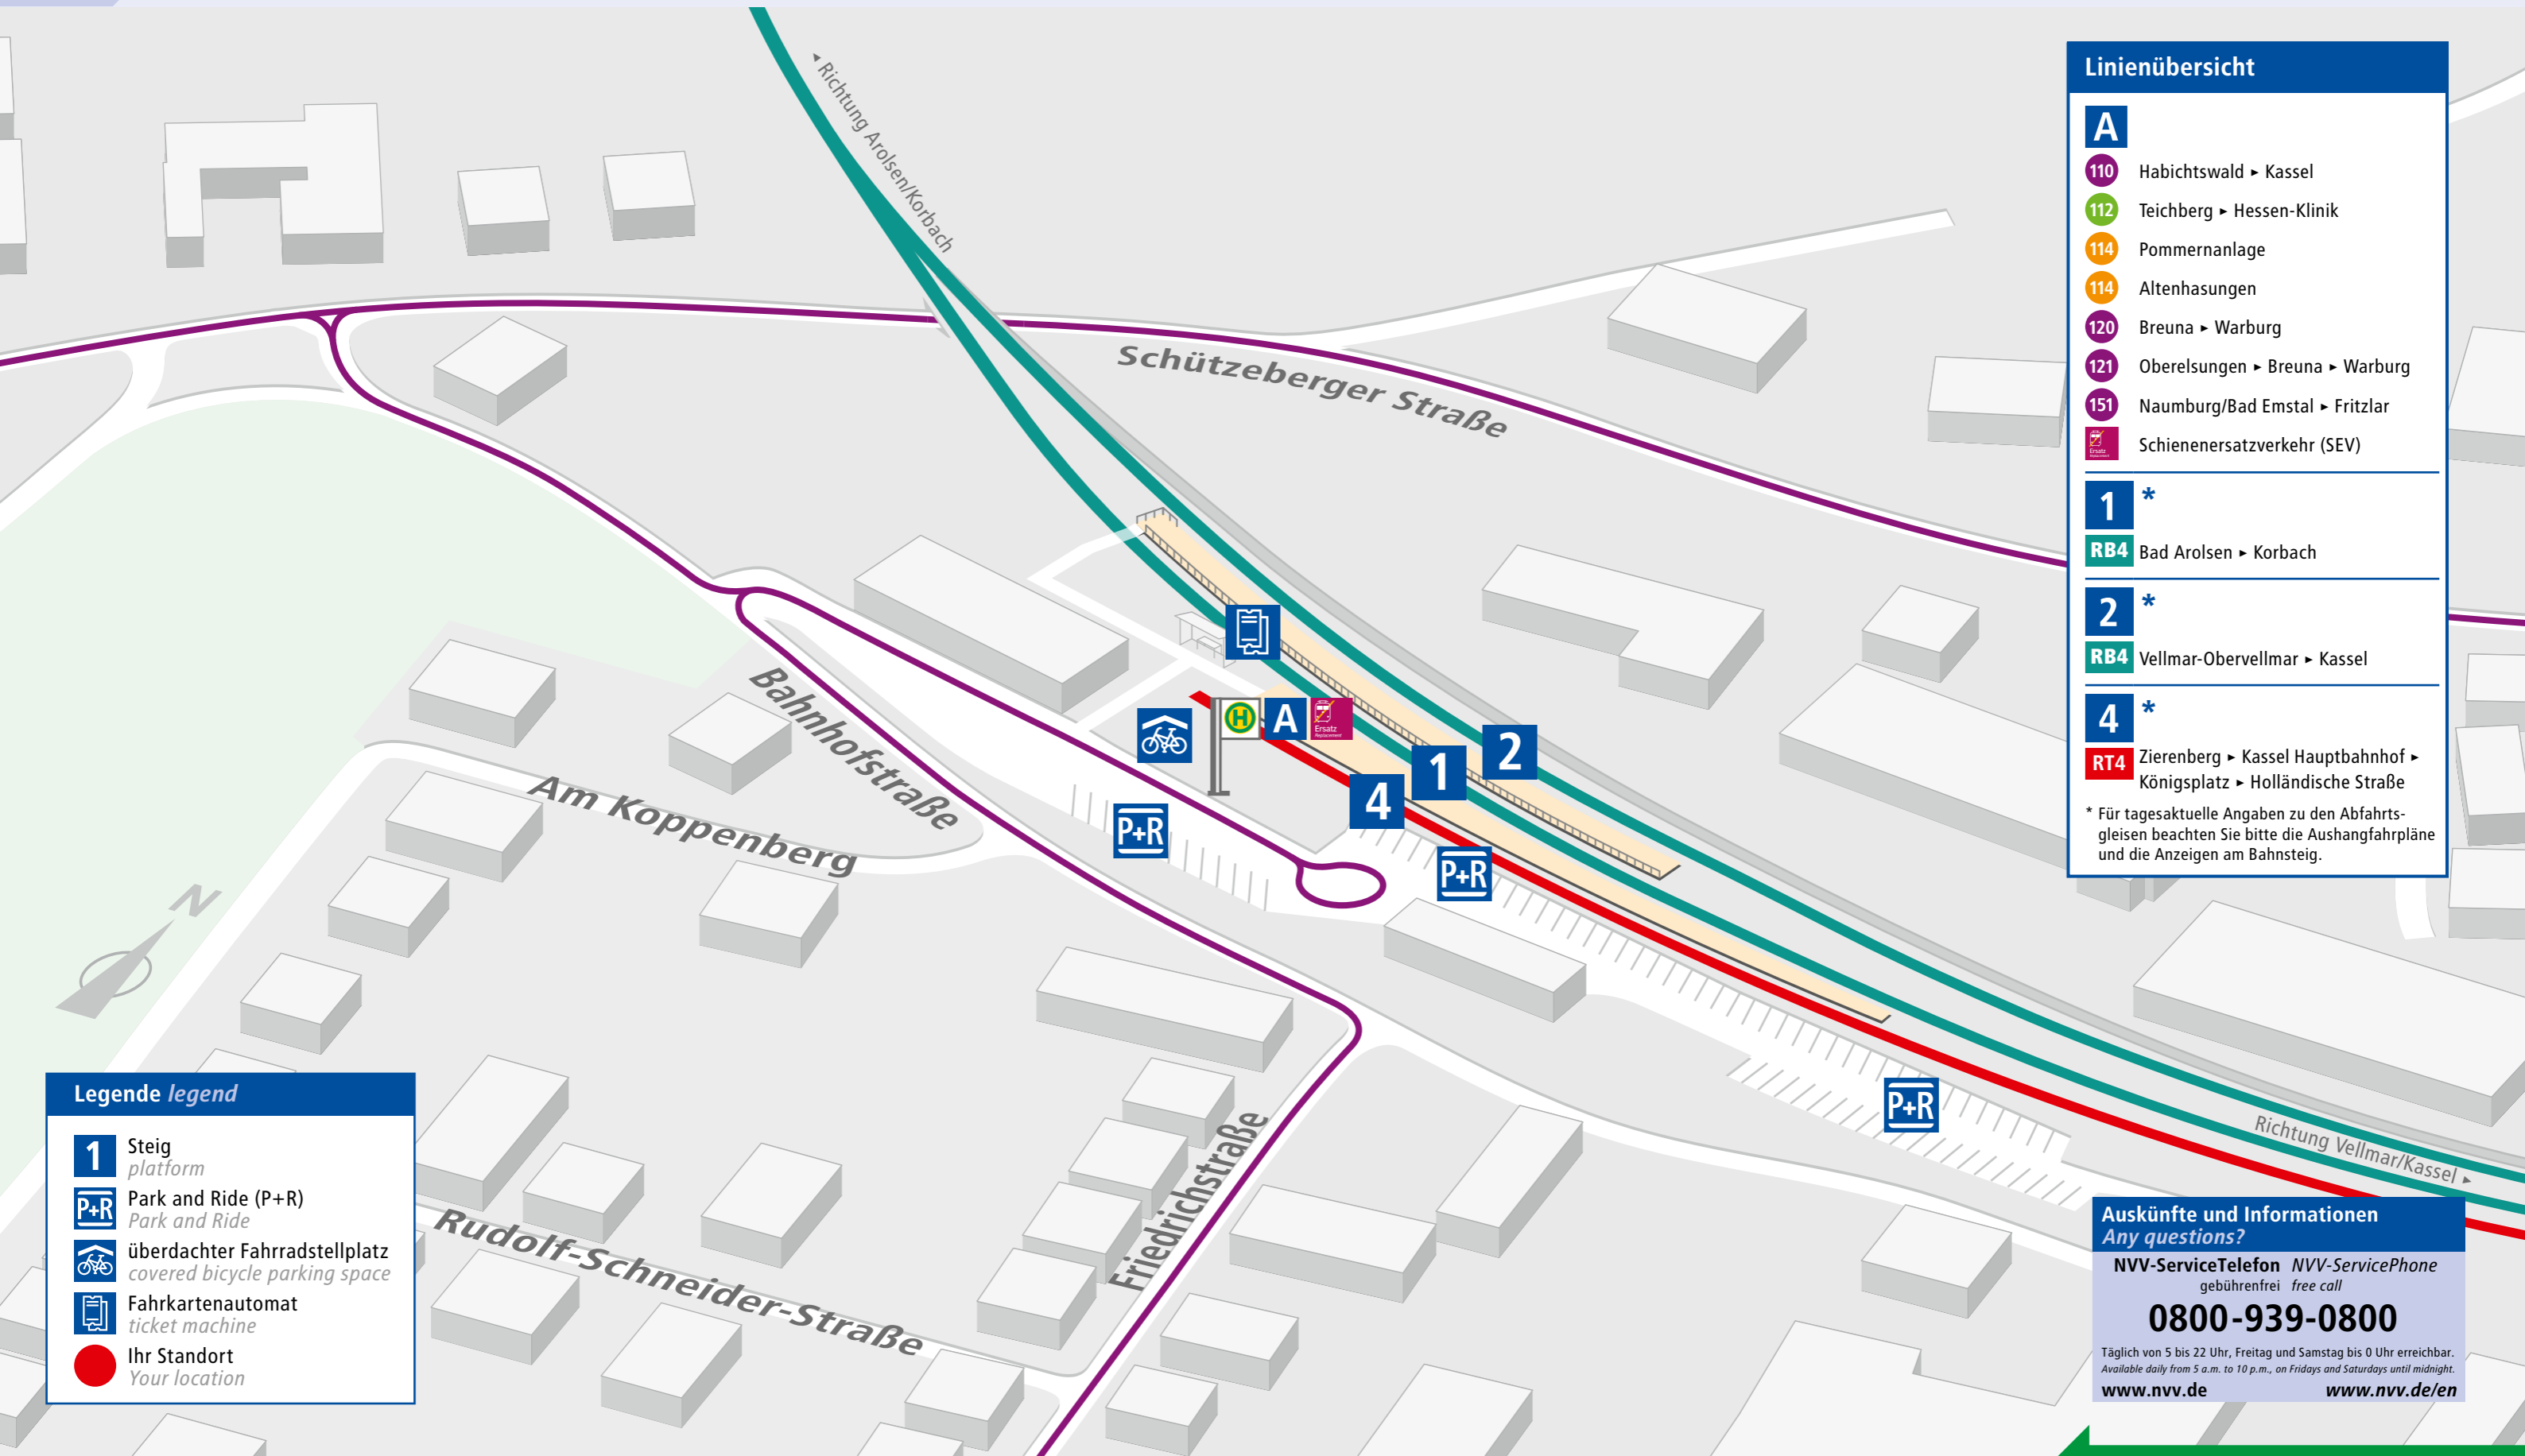 ◄ Richtung Arolsen/Korbach
Schützeberger Straße
Bahnhofstraße
Am Koppenberg
Rudolf-Schneider-Straße
Friedrichstraße
Richtung Vellmar/Kassel ►
N
H
A
Ersatz
Replacement
1
2
4
P+R
P+R
P+R
Linienübersicht
A
110 Habichtswald ► Kassel
112 Teichberg ► Hessen-Klinik
114 Pommernanlage
114 Altenhasungen
120 Breuna ► Warburg
121 Oberelsungen ► Breuna ► Warburg
151 Naumburg/Bad Emstal ► Fritzlar
Ersatz
Replacement
Schienenersatzverkehr (SEV)
1 *
RB4 Bad Arolsen ► Korbach
2 *
RB4 Vellmar-Obervellmar ► Kassel
4 *
RT4 Zierenberg ► Kassel Hauptbahnhof ►
Königsplatz ► Holländische Straße
* Für tagesaktuelle Angaben zu den Abfahrts-
gleisen beachten Sie bitte die Aushangfahrpläne
und die Anzeigen am Bahnsteig.
Legende legend
1 Steig
platform
P+R Park and Ride (P+R)
Park and Ride
überdachter Fahrradstellplatz
covered bicycle parking space
Fahrkartenautomat
ticket machine
Ihr Standort
Your location
Auskünfte und Informationen
Any questions?
NVV-ServiceTelefon NVV-ServicePhone
gebührenfrei free call
0800-939-0800
Täglich von 5 bis 22 Uhr, Freitag und Samstag bis 0 Uhr erreichbar.
Available daily from 5 a.m. to 10 p.m., on Fridays and Saturdays until midnight.
www.nvv.de www.nvv.de/en